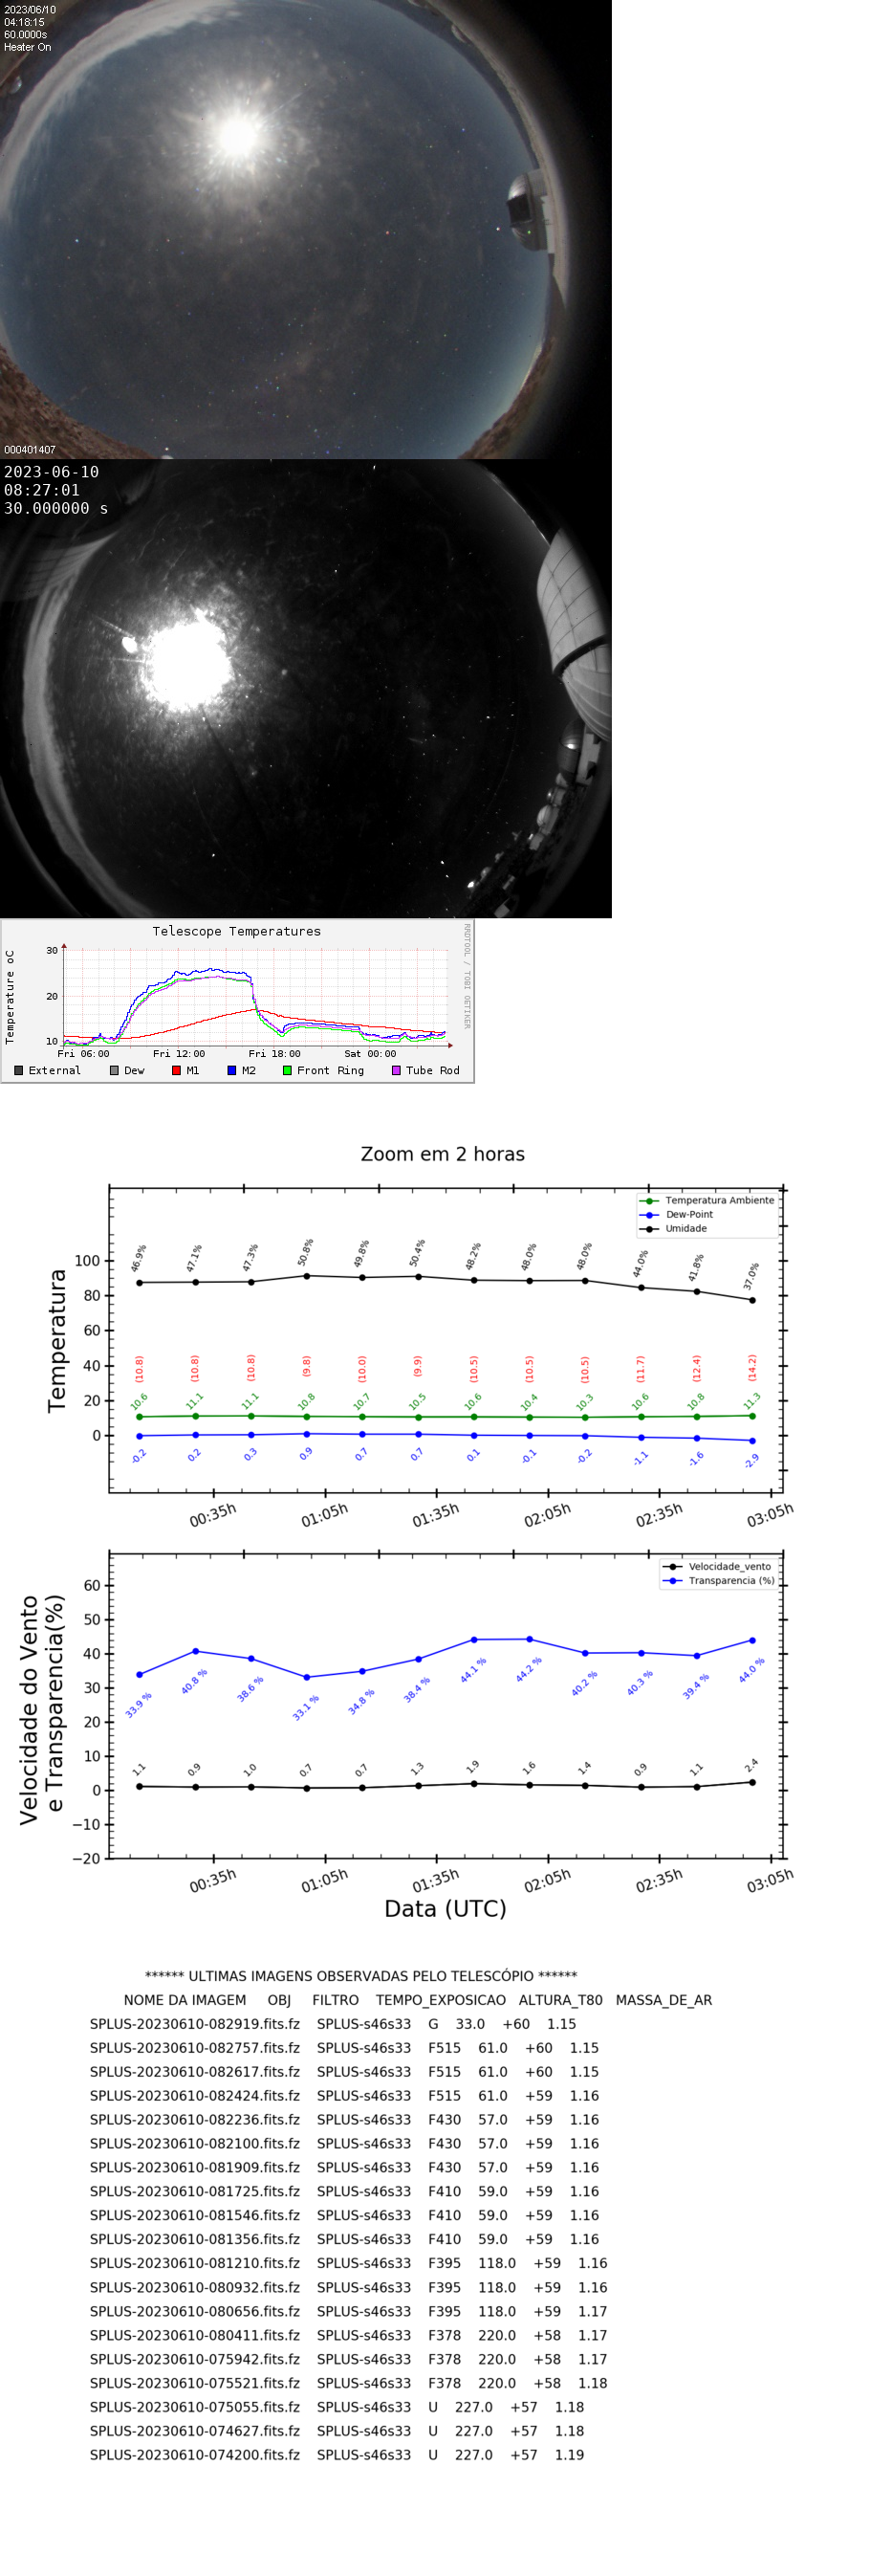 2023/06/10
04:18:15
60.0000s
Heater On
000401407
2023-06-10
08:27:01
30.000000 s
Telescope Temperatures
RRDTOOL / TOBI OETIKER
Temperature oC
30
20
10
Fri 06:00 Fri 12:00 Fri 18:00 Sat 00:00
External Dew M1 M2 Front Ring Tube Rod
Zoom em 2 horas
Temperatura Ambiente
Dew-Point
Umidade
Temperatura
100
80
60
40
20
0
46.9% 47.1% 47.3% 50.8% 49.8% 50.4% 48.2% 48.0% 48.0% 44.0% 41.8% 37.0%
(10.8) (10.8) (10.8) (9.8) (10.0) (9.9) (10.5) (10.5) (10.5) (11.7) (12.4) (14.2)
10.6 11.1 11.1 10.8 10.7 10.5 10.6 10.4 10.3 10.6 10.8 11.3
-0.2 0.2 0.3 0.9 0.7 0.7 0.1 -0.1 -0.2 -1.1 -1.6 -2.9
00:35h 01:05h 01:35h 02:05h 02:35h 03:05h
Velocidade_vento
Transparencia (%)
Velocidade do Vento
e Transparencia(%)
60
50
40
30
20
10
0
−10
−20
33.9 % 40.8 % 38.6 % 33.1 % 34.8 % 38.4 % 44.1 % 44.2 % 40.2 % 40.3 % 39.4 % 44.0 %
1.1 0.9 1.0 0.7 0.7 1.3 1.9 1.6 1.4 0.9 1.1 2.4
00:35h 01:05h 01:35h 02:05h 02:35h 03:05h
Data (UTC)
****** ULTIMAS IMAGENS OBSERVADAS PELO TELESCÓPIO ******
NOME DA IMAGEM OBJ FILTRO TEMPO_EXPOSICAO ALTURA_T80 MASSA_DE_AR
SPLUS-20230610-082919.fits.fz SPLUS-s46s33 G 33.0 +60 1.15
SPLUS-20230610-082757.fits.fz SPLUS-s46s33 F515 61.0 +60 1.15
SPLUS-20230610-082617.fits.fz SPLUS-s46s33 F515 61.0 +60 1.15
SPLUS-20230610-082424.fits.fz SPLUS-s46s33 F515 61.0 +59 1.16
SPLUS-20230610-082236.fits.fz SPLUS-s46s33 F430 57.0 +59 1.16
SPLUS-20230610-082100.fits.fz SPLUS-s46s33 F430 57.0 +59 1.16
SPLUS-20230610-081909.fits.fz SPLUS-s46s33 F430 57.0 +59 1.16
SPLUS-20230610-081725.fits.fz SPLUS-s46s33 F410 59.0 +59 1.16
SPLUS-20230610-081546.fits.fz SPLUS-s46s33 F410 59.0 +59 1.16
SPLUS-20230610-081356.fits.fz SPLUS-s46s33 F410 59.0 +59 1.16
SPLUS-20230610-081210.fits.fz SPLUS-s46s33 F395 118.0 +59 1.16
SPLUS-20230610-080932.fits.fz SPLUS-s46s33 F395 118.0 +59 1.16
SPLUS-20230610-080656.fits.fz SPLUS-s46s33 F395 118.0 +59 1.17
SPLUS-20230610-080411.fits.fz SPLUS-s46s33 F378 220.0 +58 1.17
SPLUS-20230610-075942.fits.fz SPLUS-s46s33 F378 220.0 +58 1.17
SPLUS-20230610-075521.fits.fz SPLUS-s46s33 F378 220.0 +58 1.18
SPLUS-20230610-075055.fits.fz SPLUS-s46s33 U 227.0 +57 1.18
SPLUS-20230610-074627.fits.fz SPLUS-s46s33 U 227.0 +57 1.18
SPLUS-20230610-074200.fits.fz SPLUS-s46s33 U 227.0 +57 1.19